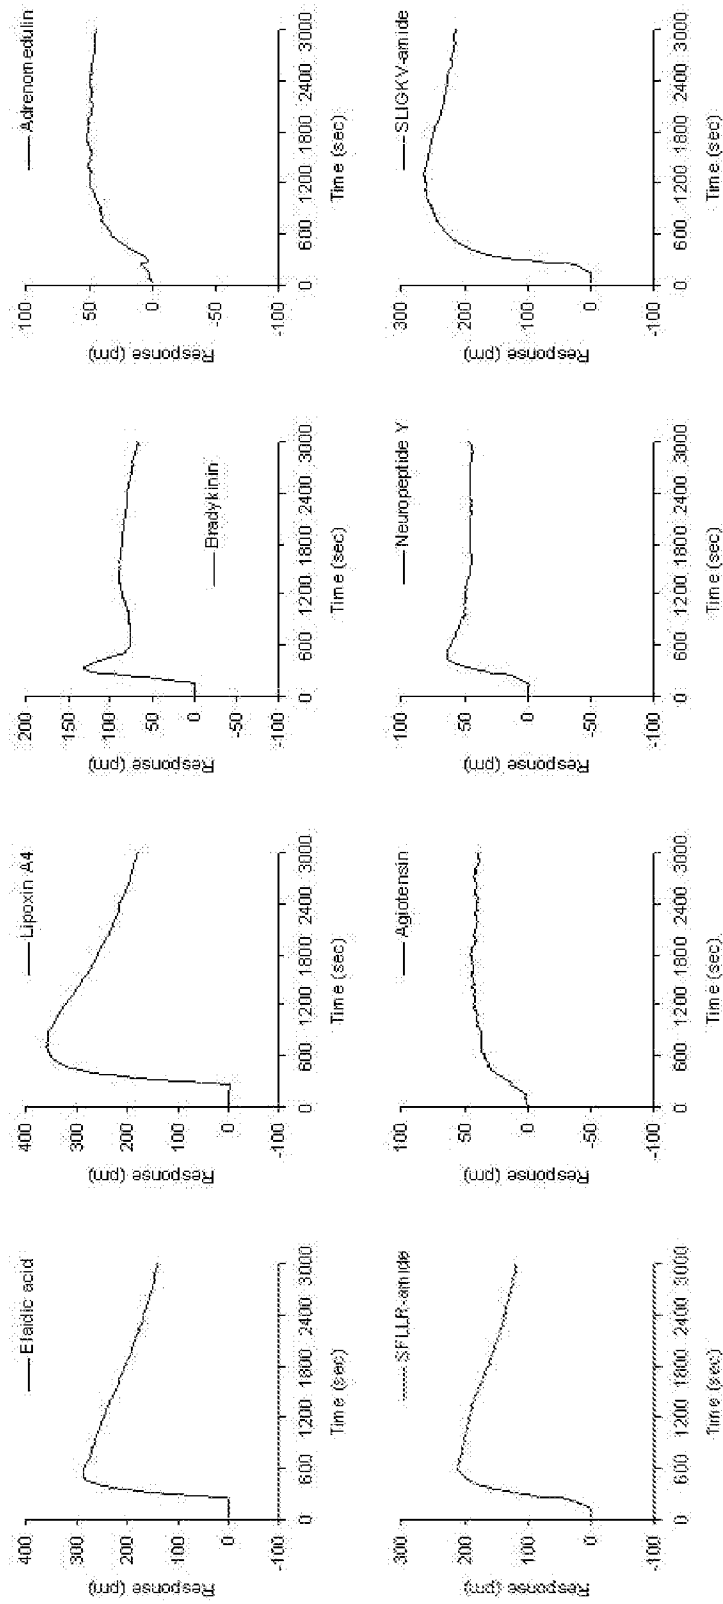 Elaidic acid
400
300
200
100
0
-100
Response (pm)
0 600 1200 1800 2400 3000
Time (sec)
Lipoxin A4
400
300
200
100
0
-100
Response (pm)
0 600 1200 1800 2400 3000
Time (sec)
Bradykinin
200
150
100
50
0
-50
-100
Response (pm)
0 600 1200 1800 2400 3000
Time (sec)
Adrenomedulin
100
50
0
-50
-100
Response (pm)
0 600 1200 1800 2400 3000
Time (sec)
SFLLR-amide
300
200
100
0
-100
Response (pm)
0 600 1200 1800 2400 3000
Time (sec)
Agiotensin
100
50
0
-50
-100
Response (pm)
0 600 1200 1800 2400 3000
Time (sec)
Neuropeptide Y
100
50
0
-50
-100
Response (pm)
0 600 1200 1800 2400 3000
Time (sec)
SLIGKV-amide
300
200
100
0
-100
Response (pm)
0 600 1200 1800 2400 3000
Time (sec)